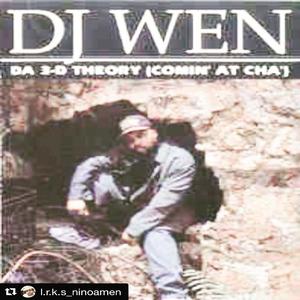 DJ WEN
DA 3-D THEORY (COMIN' AT CHA')
l.r.k.s_ninoamen